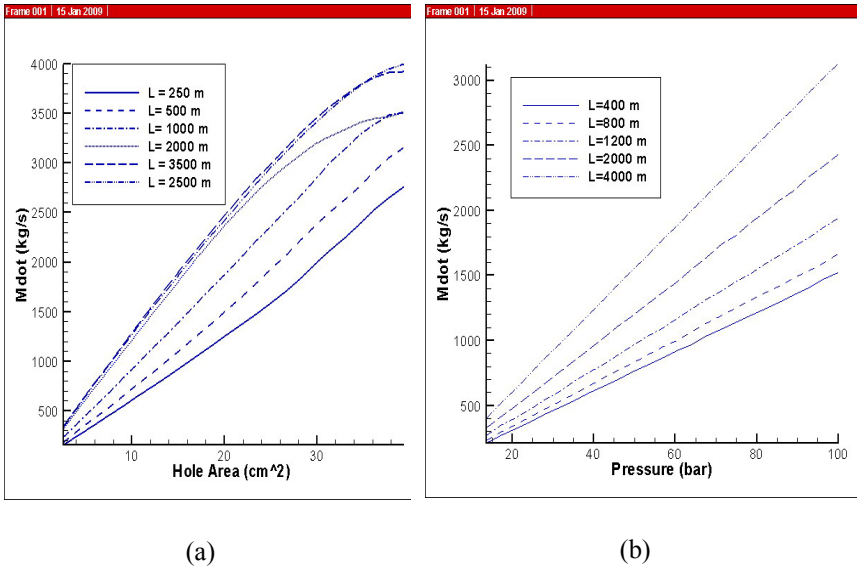 Frame 001 | 15 Jan 2009 |
4000
3500
3000
2500
2000
1500
1000
500
Mdot (kg/s)
L = 250 m
L= 500 m
L= 1000 m
L = 2000 m
L = 3500 m
L = 2500 m
10
20
30
Hole Area (cm^2)
(a)
Frame 001 | 15 Jan 2009 |
3000
2500
2000
1500
1000
500
Mdot (kg/s)
L=400 m
L=800 m
L=1200 m
L=2000 m
L=4000 m
20
40
60
80
100
Pressure (bar)
(b)